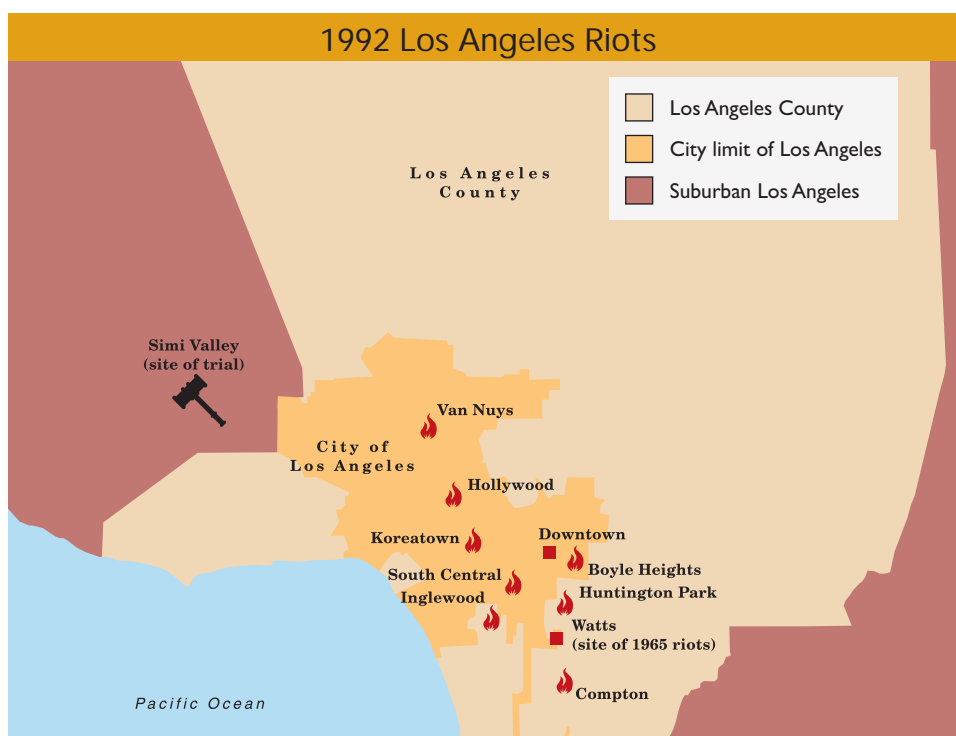 1992 Los Angeles Riots
Los Angeles County
City limit of Los Angeles
Suburban Los Angeles
Los Angeles
County
Simi Valley
(site of trial)
Van Nuys
City of
Los Angeles
Hollywood
Koreatown
Downtown
Boyle Heights
South Central
Huntington Park
Inglewood
Watts
(site of 1965 riots)
Compton
Pacific Ocean